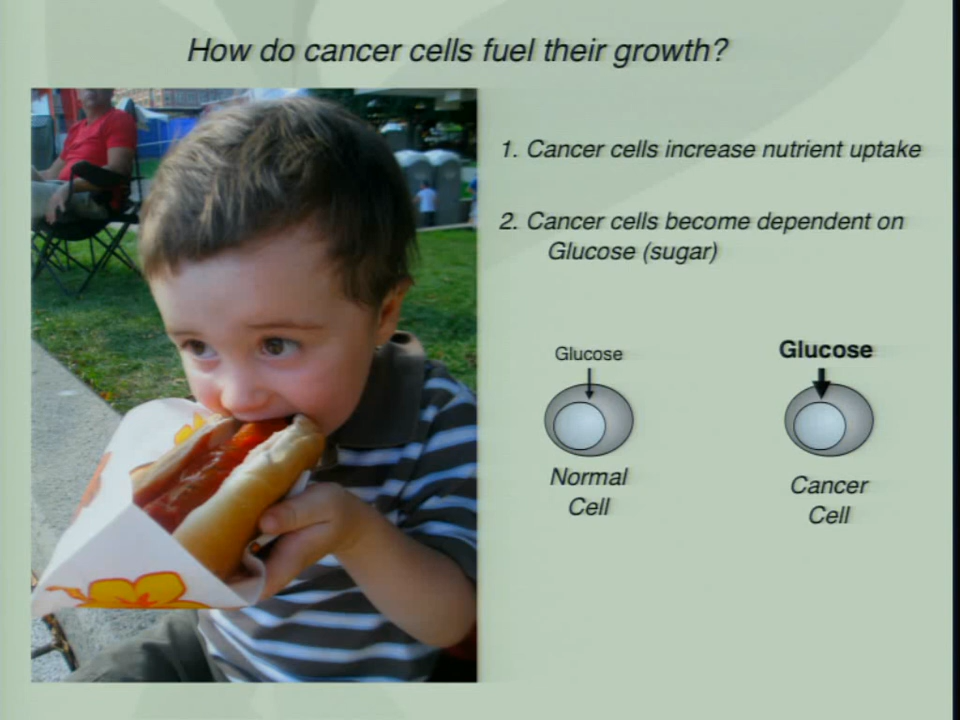 How do cancer cells fuel their growth?
1. Cancer cells increase nutrient uptake
2. Cancer cells become dependent on
Glucose (sugar)
Glucose
Glucose
Normal
Cell
Cancer
Cell